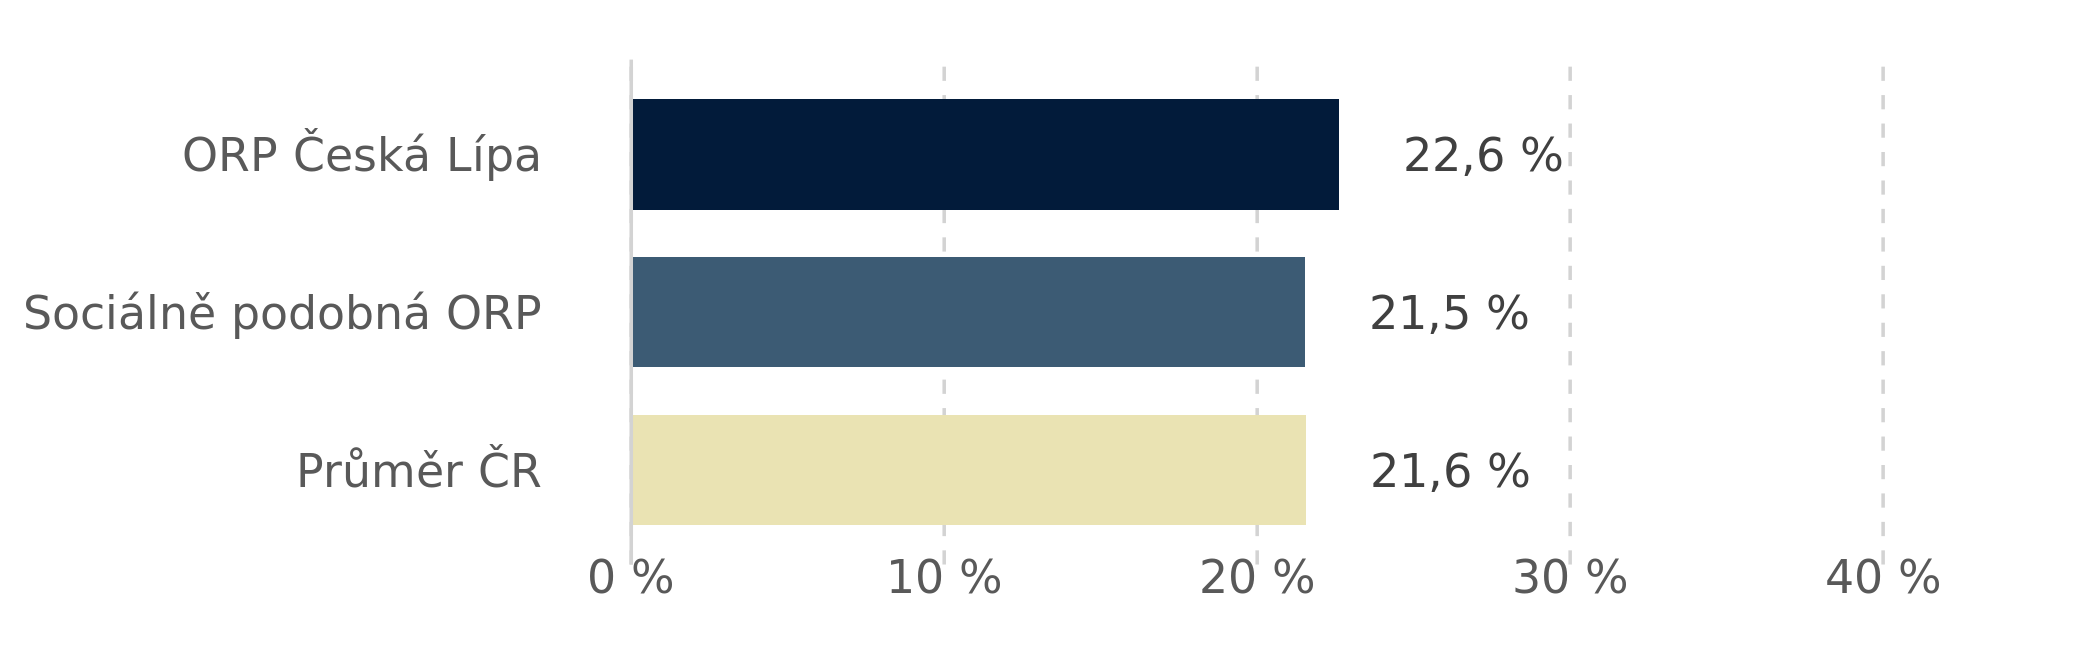 ORP Česká Lípa 22,6 %
Sociálně podobná ORP 21,5 %
Průměr ČR 21,6 %
0 % 10 % 20 % 30 % 40 %